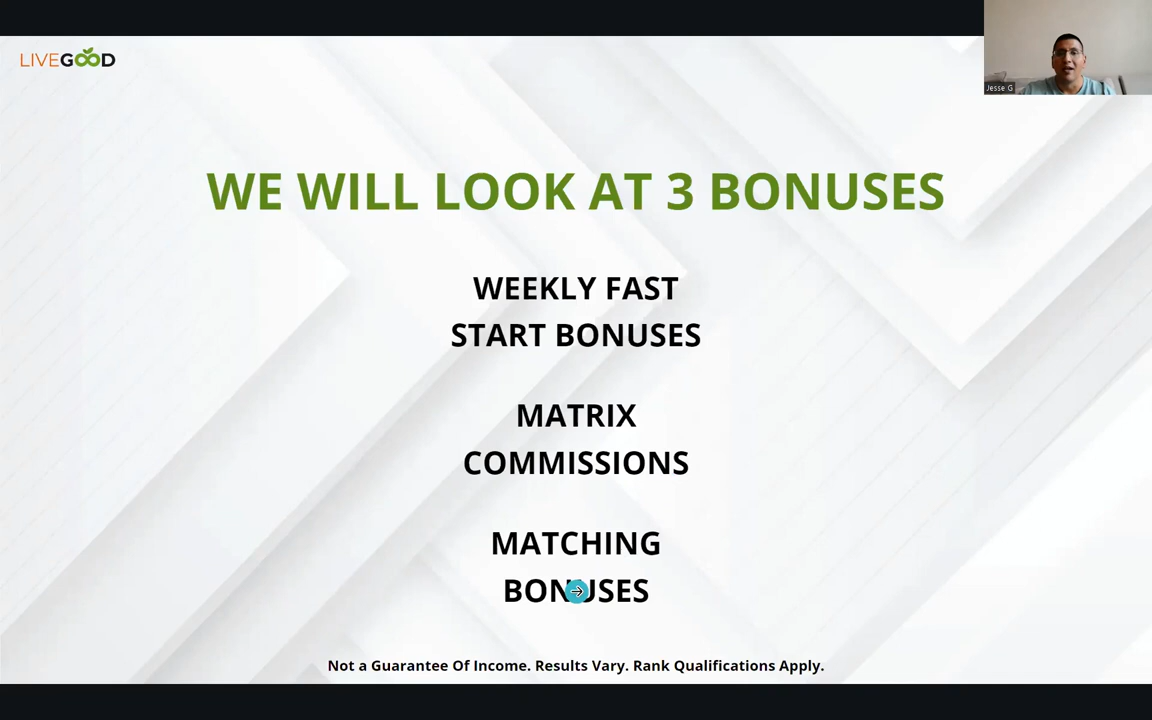 LIVEGOOD
Jesse G
WE WILL LOOK AT 3 BONUSES
WEEKLY FAST
START BONUSES
MATRIX
COMMISSIONS
MATCHING
BONUSES
Not a Guarantee Of Income. Results Vary. Rank Qualifications Apply.